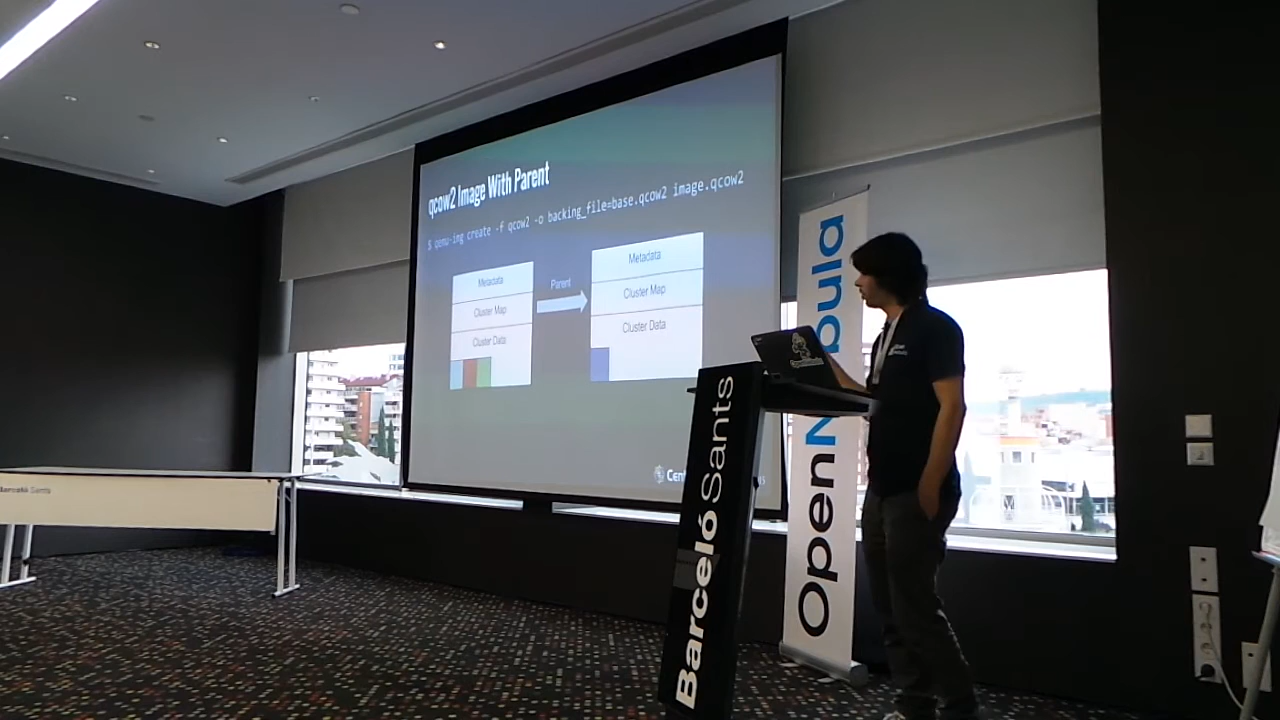 qcow2 Image With Parent
$ qemu-img create -f qcow2 -o backing_file=base.qcow2 image.qcow2
Metadata
Cluster Map
Cluster Data
Parent
Metadata
Cluster Map
Cluster Data
Barceló Sants
Barceló Sants